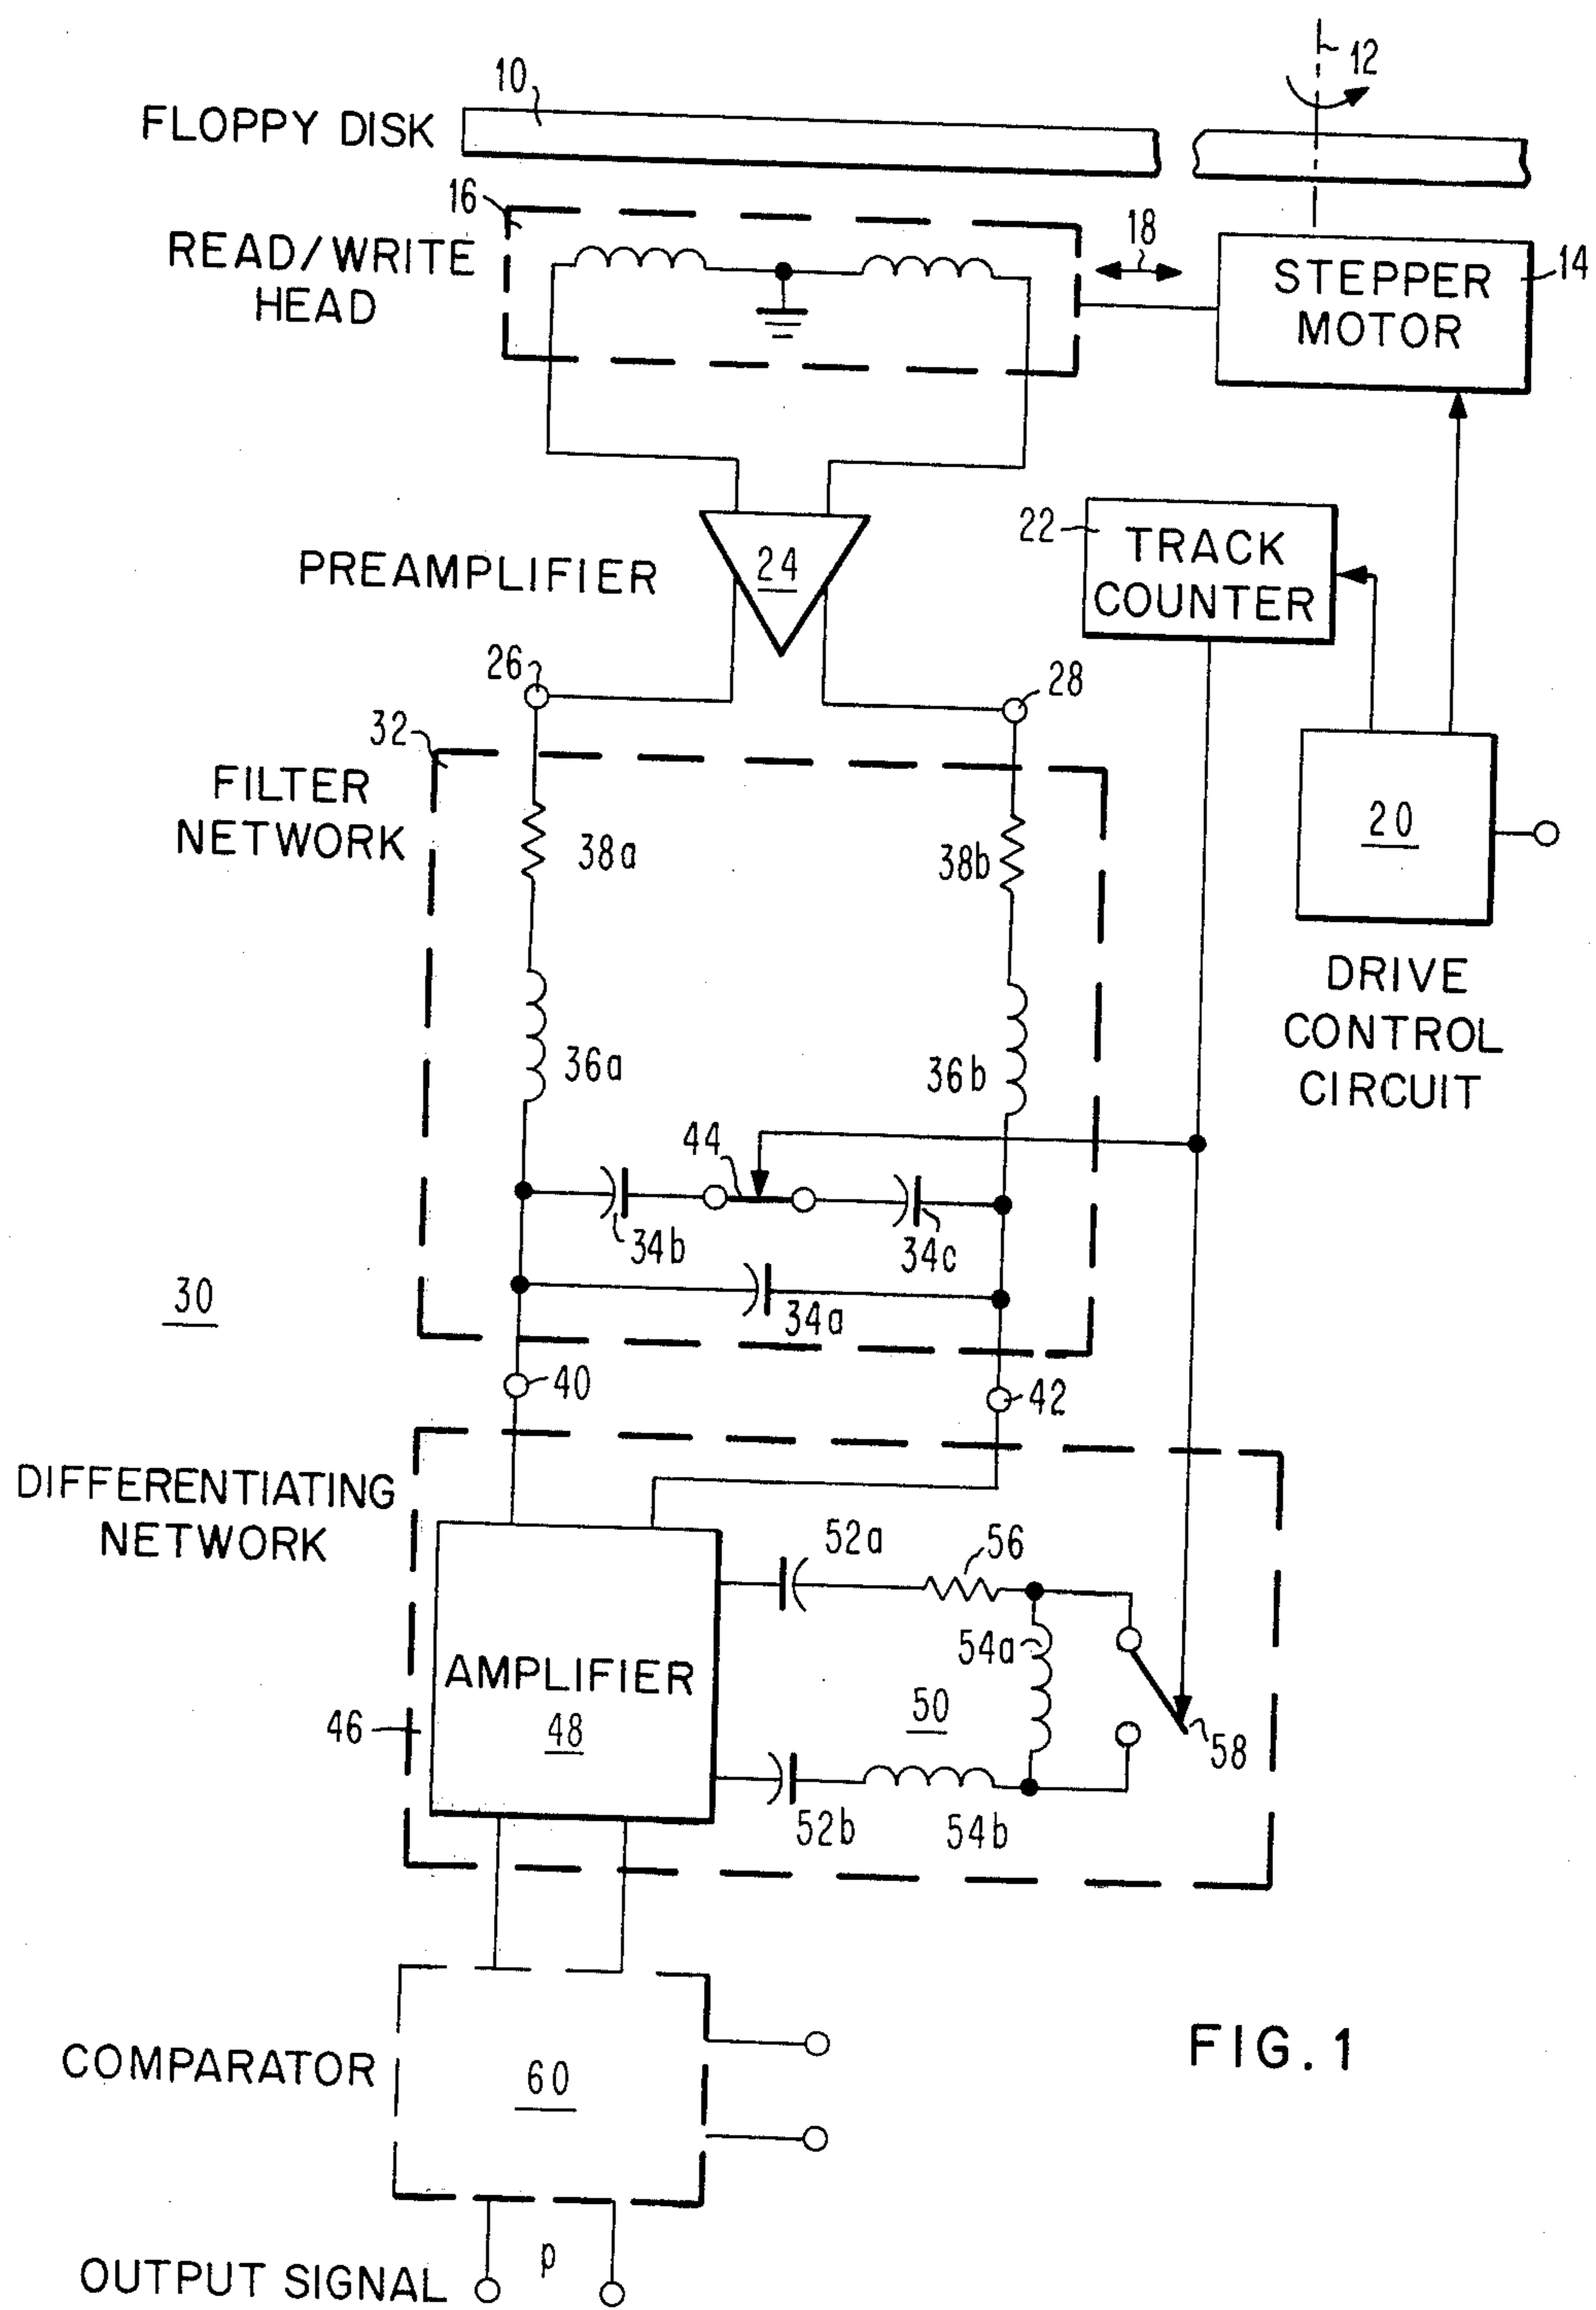 12
10
FLOPPY DISK
16
READ/WRITE
HEAD
18
STEPPER
MOTOR
14
22
TRACK
COUNTER
PREAMPLIFIER
24
26
28
32
FILTER
NETWORK
38a
38b
20
DRIVE
CONTROL
CIRCUIT
36a
36b
44
34b
34c
30
34a
40
42
DIFFERENTIATING
NETWORK
52a
56
54a
AMPLIFIER
48
46
50
58
52b
54b
COMPARATOR
60
FIG. 1
p
OUTPUT SIGNAL